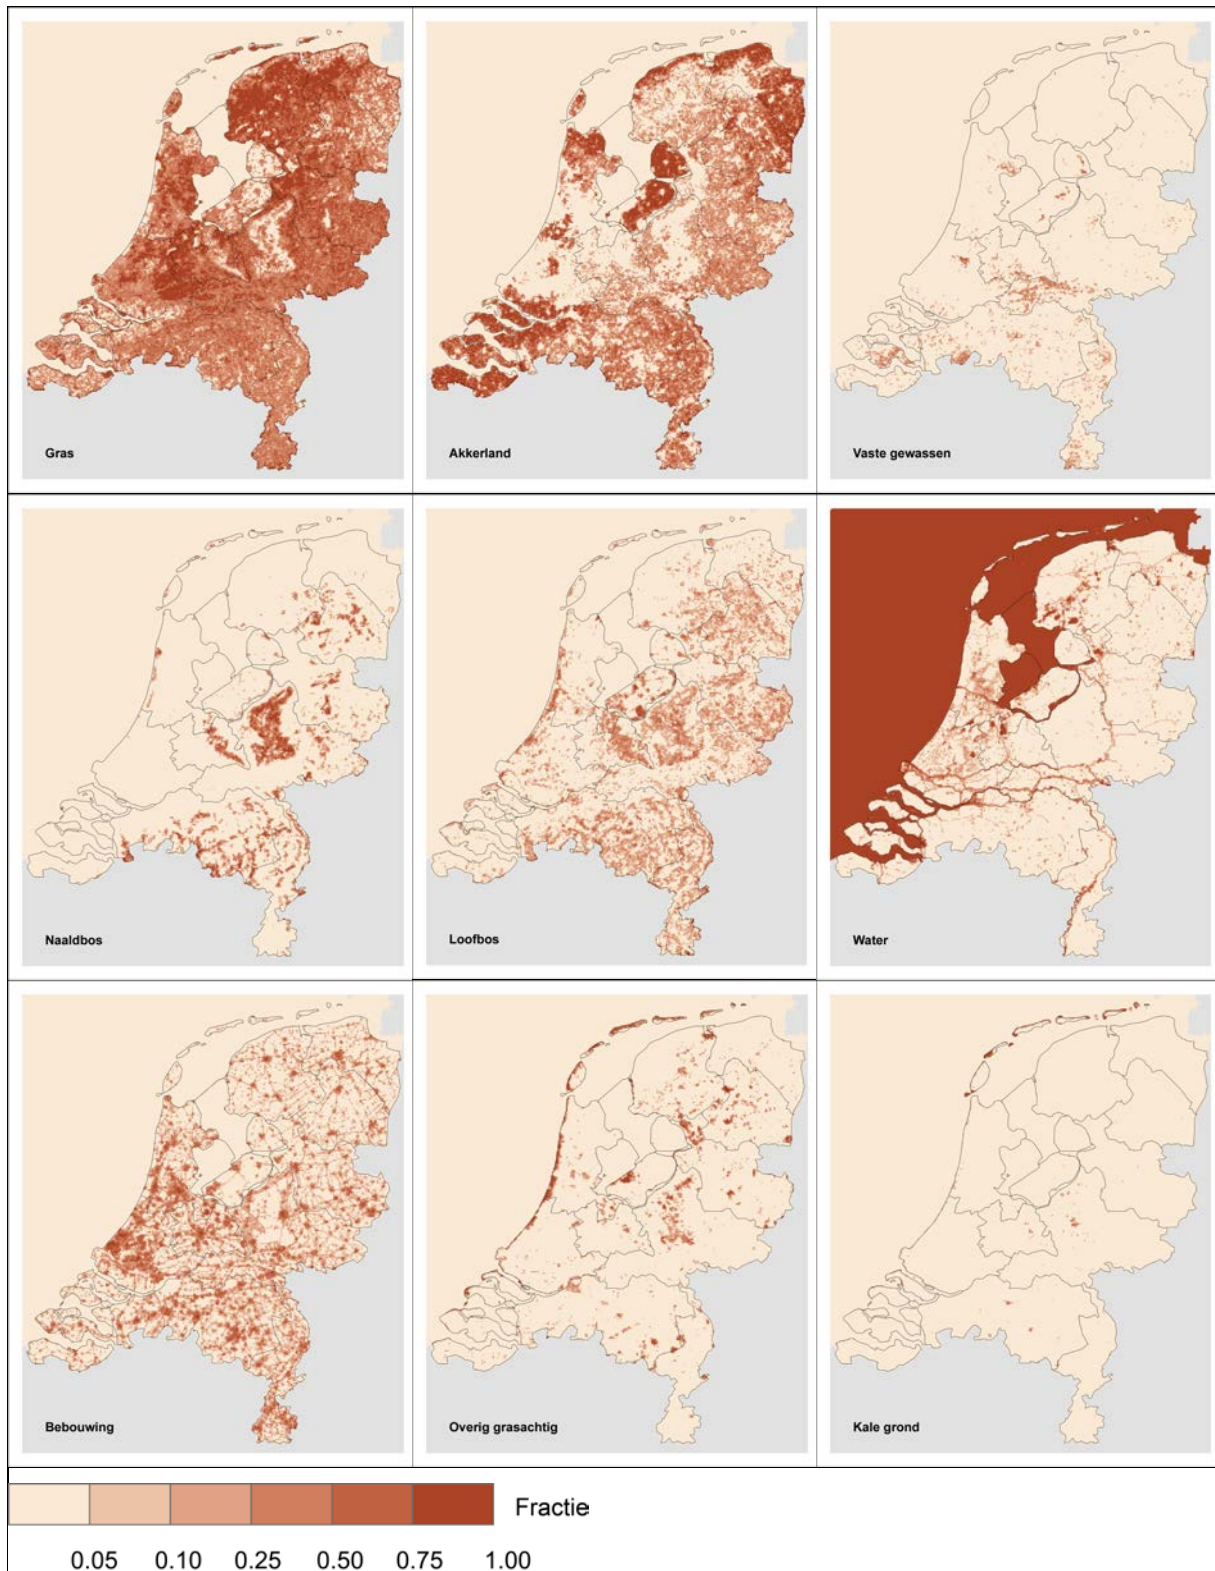 Gras
Akkerland
Vaste gewassen
Naaldbos
Loofbos
Water
Bebouwing
Overig grasachtig
Kale grond
Fractie
0.05 0.10 0.25 0.50 0.75 1.00